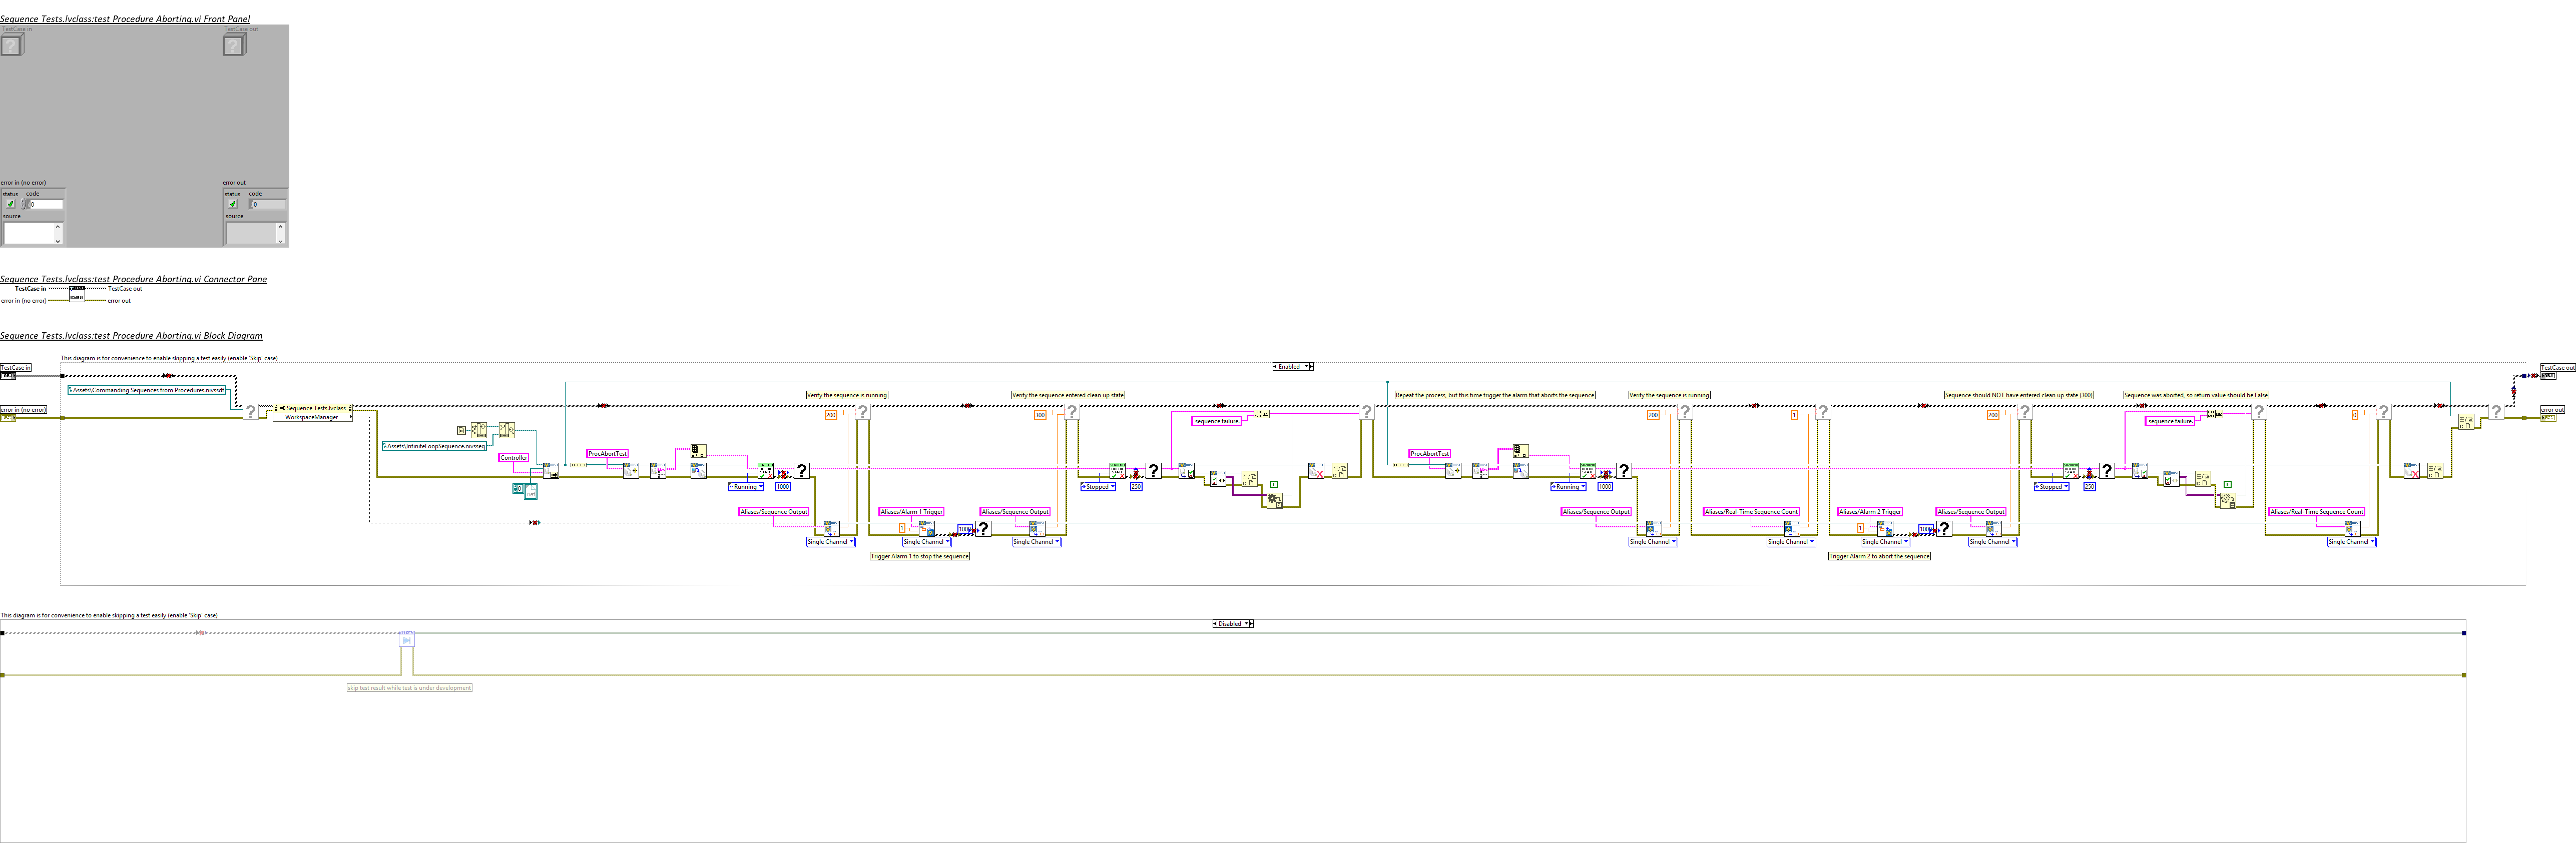 Sequence Tests.lvclass:test Procedure Aborting.vi Front Panel
TestCase in
TestCase out
error in (no error)
error out
status code
status code
0
0
source
source
Sequence Tests.lvclass:test Procedure Aborting.vi Connector Pane
TestCase in
TestCase out
error in (no error)
error out
Sequence Tests.lvclass:test Procedure Aborting.vi Block Diagram
This diagram is for convenience to enable skipping a test easily (enable 'Skip' case)
TestCase in
Enabled
TestCase out
Assets\Commanding Sequences from Procedures.nivssdf
error in (no error)
error out
Sequence Tests.lvclass
WorkspaceManager
Assets\InfiniteLoopSequence.nivsseq
Controller
ProcAbortTest
Running
1000
Verify the sequence is running
200
Aliases/Sequence Output
Single Channel
Aliases/Alarm 1 Trigger
1
Single Channel
Trigger Alarm 1 to stop the sequence
1000
Aliases/Sequence Output
Single Channel
Verify the sequence entered clean up state
300
Stopped
250
sequence failure.
F
Repeat the process, but this time trigger the alarm that aborts the sequence
ProcAbortTest
Running
1000
Verify the sequence is running
200
Aliases/Sequence Output
Single Channel
1
Aliases/Real-Time Sequence Count
Single Channel
Aliases/Alarm 2 Trigger
1
Single Channel
Trigger Alarm 2 to abort the sequence
1000
Aliases/Sequence Output
Single Channel
Sequence should NOT have entered clean up state (300)
200
Stopped
250
Sequence was aborted, so return value should be False
sequence failure.
F
0
Aliases/Real-Time Sequence Count
Single Channel
This diagram is for convenience to enable skipping a test easily (enable 'Skip' case)
Disabled
skip test result while test is under development